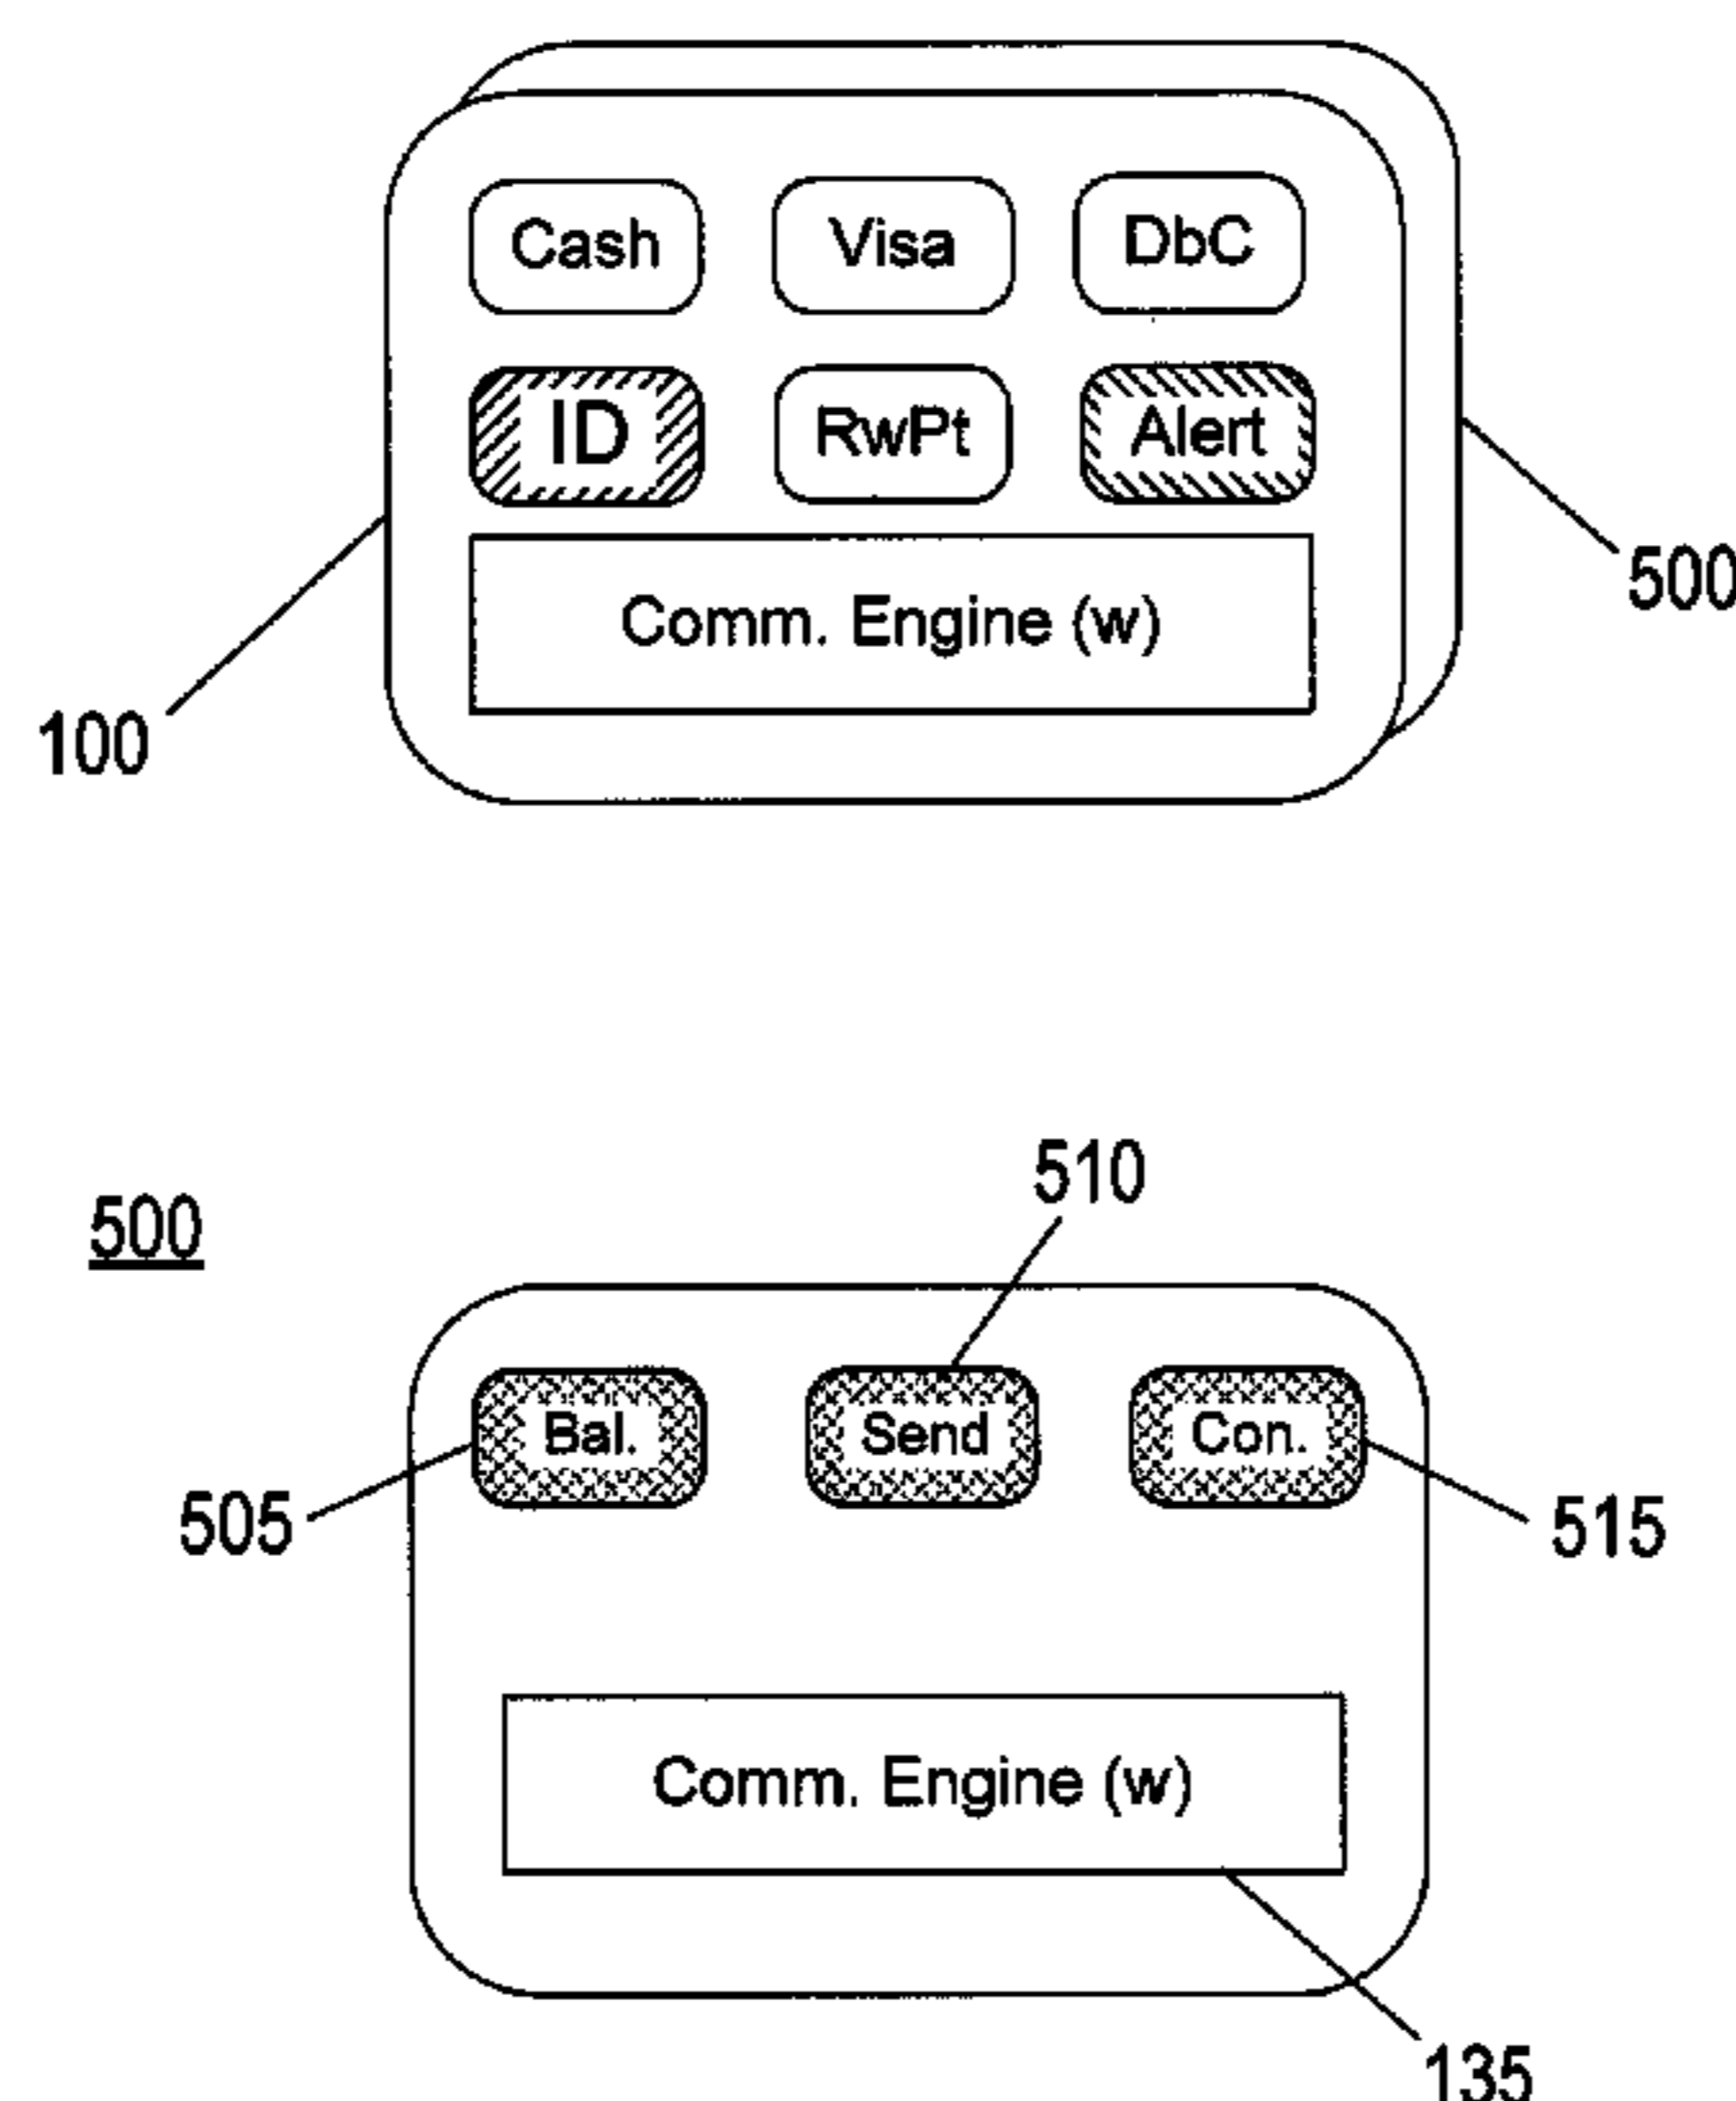 Cash Visa DbC
ID RwPt Alert
500
Comm. Engine (w)
100
510
500
Bal. Send Con.
505
515
Comm. Engine (w)
135